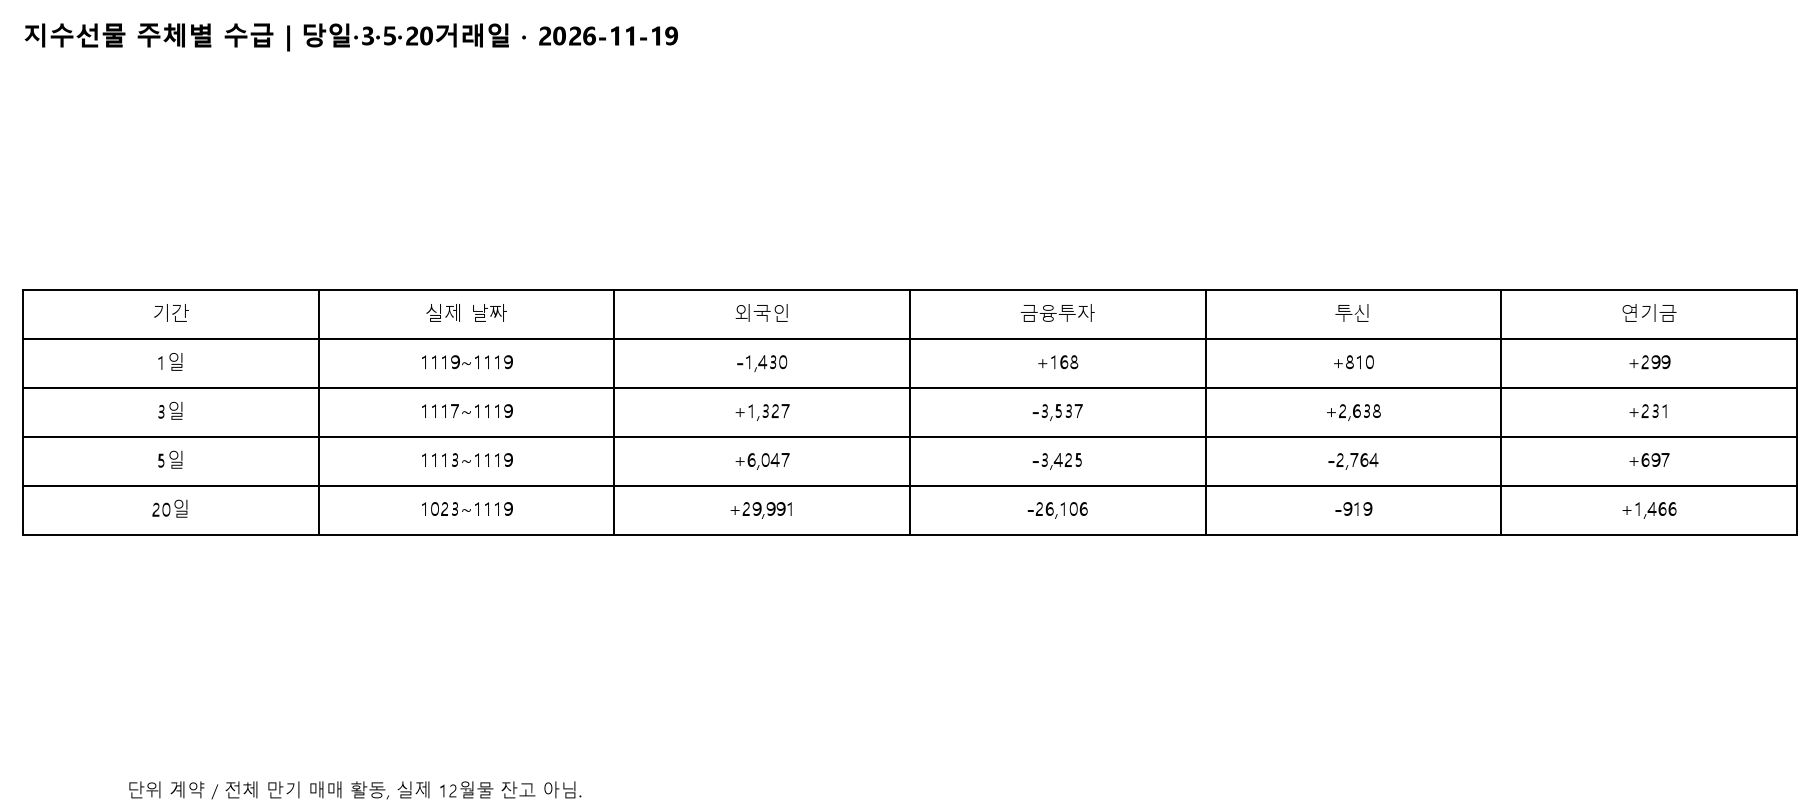 지수선물 주체별 수급 | 당일·3·5·20거래일 · 2026-11-19
기간 실제 날짜 외국인 금융투자 투신 연기금
1일 1119~1119 -1,430 +168 +810 +299
3일 1117~1119 +1,327 -3,537 +2,638 +231
5일 1113~1119 +6,047 -3,425 -2,764 +697
20일 1023~1119 +29,991 -26,106 -919 +1,466
단위 계약 / 전체 만기 매매 활동, 실제 12월물 잔고 아님.